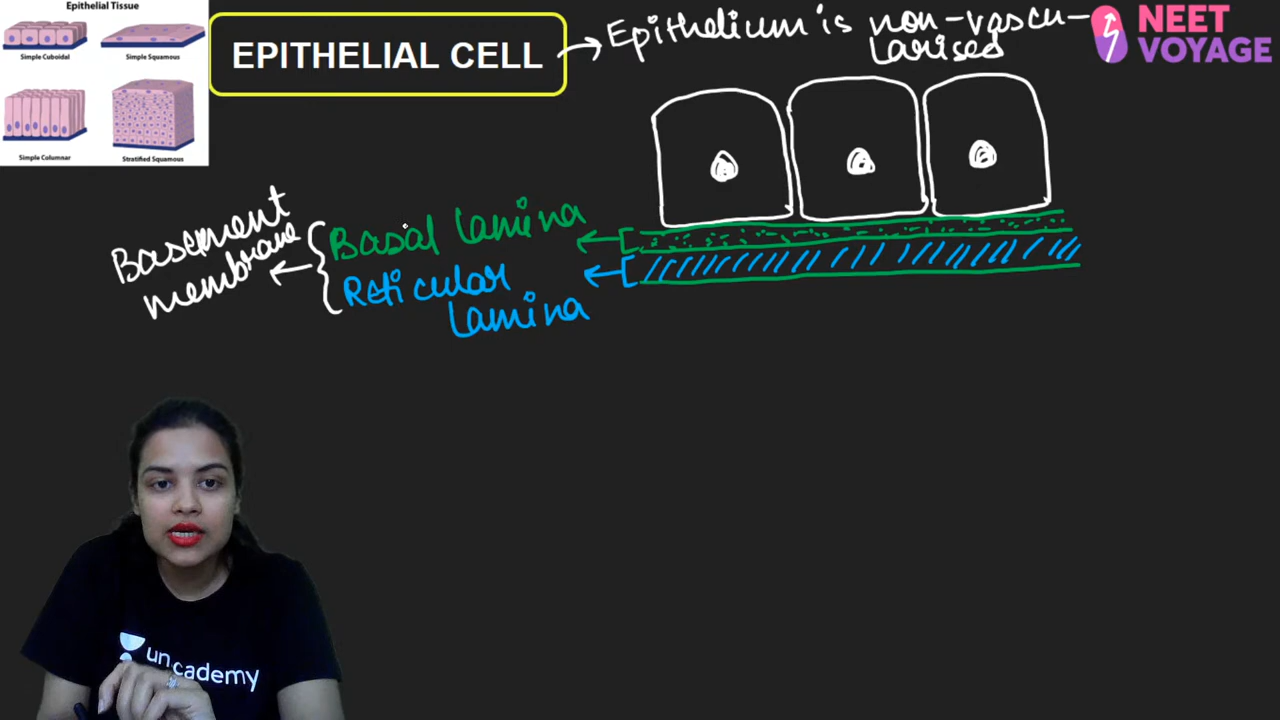 Epithelial Tissue
Simple Cuboidal
Simple Squamous
Simple Columnar
Stratified Squamous
EPITHELIAL CELL
Epithelium is non-vascu-
larised
NEET
VOYAGE
Basement
membrane
Basal lamina
Reticular
lamina
unacademy